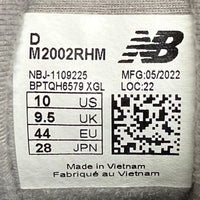 D
M2002RHM
NB
NBJ-1109225
MFG:05/2022
BPTQH6579 XGL
LOC:22
10 US
9.5 UK
44 EU
28 JPN
Made in Vietnam
Fabriqué au Vietnam